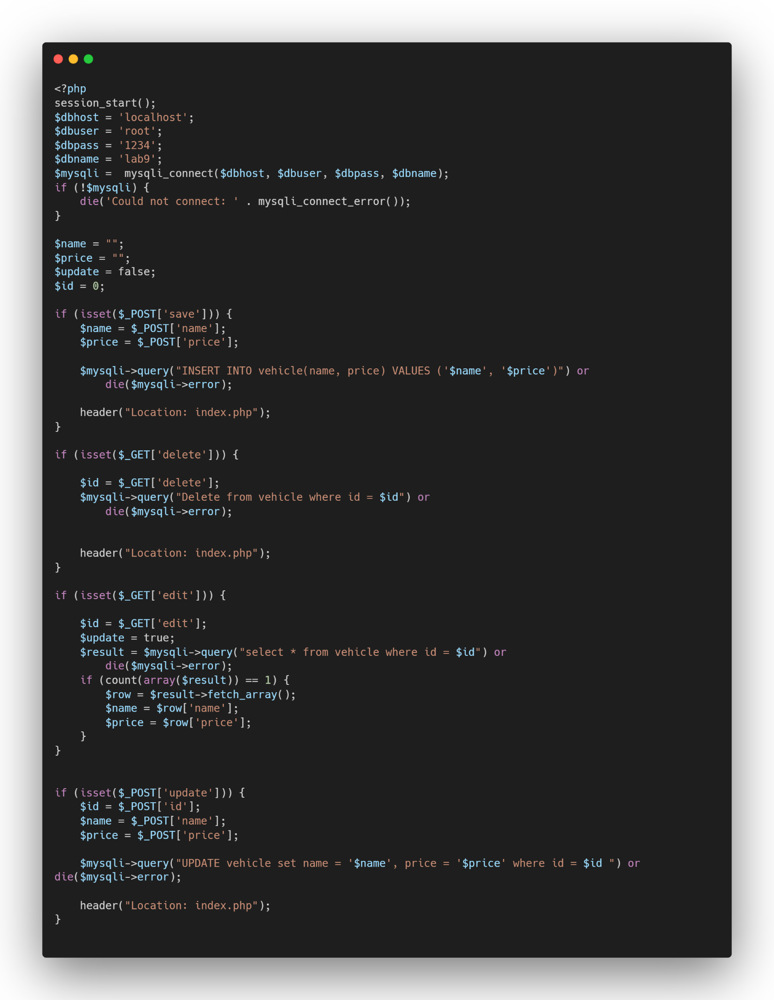 <?php
session_start();
$dbhost = 'localhost';
$dbuser = 'root';
$dbpass = '1234';
$dbname = 'lab9';
$mysqli =  mysqli_connect($dbhost, $dbuser, $dbpass, $dbname);
if (!$mysqli) {
    die('Could not connect: ' . mysqli_connect_error());
}

$name = "";
$price = "";
$update = false;
$id = 0;

if (isset($_POST['save'])) {
    $name = $_POST['name'];
    $price = $_POST['price'];

    $mysqli->query("INSERT INTO vehicle(name, price) VALUES ('$name', '$price')") or
        die($mysqli->error);

    header("Location: index.php");
}

if (isset($_GET['delete'])) {

    $id = $_GET['delete'];
    $mysqli->query("Delete from vehicle where id = $id") or
        die($mysqli->error);


    header("Location: index.php");
}

if (isset($_GET['edit'])) {

    $id = $_GET['edit'];
    $update = true;
    $result = $mysqli->query("select * from vehicle where id = $id") or
        die($mysqli->error);
    if (count(array($result)) == 1) {
        $row = $result->fetch_array();
        $name = $row['name'];
        $price = $row['price'];
    }
}


if (isset($_POST['update'])) {
    $id = $_POST['id'];
    $name = $_POST['name'];
    $price = $_POST['price'];

    $mysqli->query("UPDATE vehicle set name = '$name', price = '$price' where id = $id ") or
die($mysqli->error);

    header("Location: index.php");
}